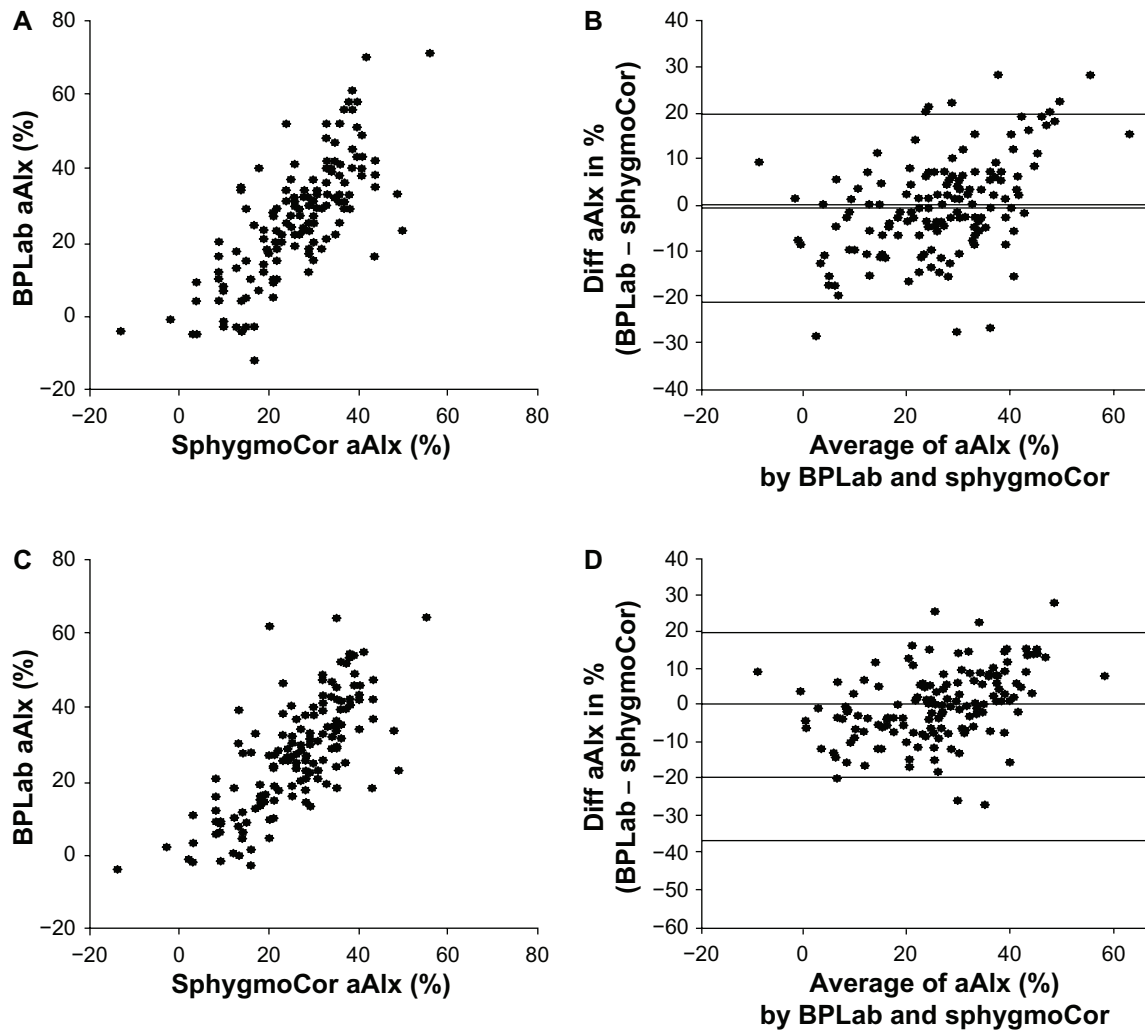 A
80
60
40
20
0
−20
BPLab aAIx (%)
−20 0 20 40 60 80
SphygmoCor aAIx (%)
B
40
30
20
10
0
−10
−20
−30
−40
Diff aAIx in %
(BPLab – sphygmoCor)
−20 0 20 40 60
Average of aAIx (%)
by BPLab and sphygmoCor
C
80
60
40
20
0
−20
BPLab aAIx (%)
−20 0 20 40 60 80
SphygmoCor aAIx (%)
D
40
20
10
0
−10
−20
−30
−40
−50
−60
Diff aAIx in %
(BPLab – sphygmoCor)
−20 0 20 40 60
Average of aAIx (%)
by BPLab and sphygmoCor